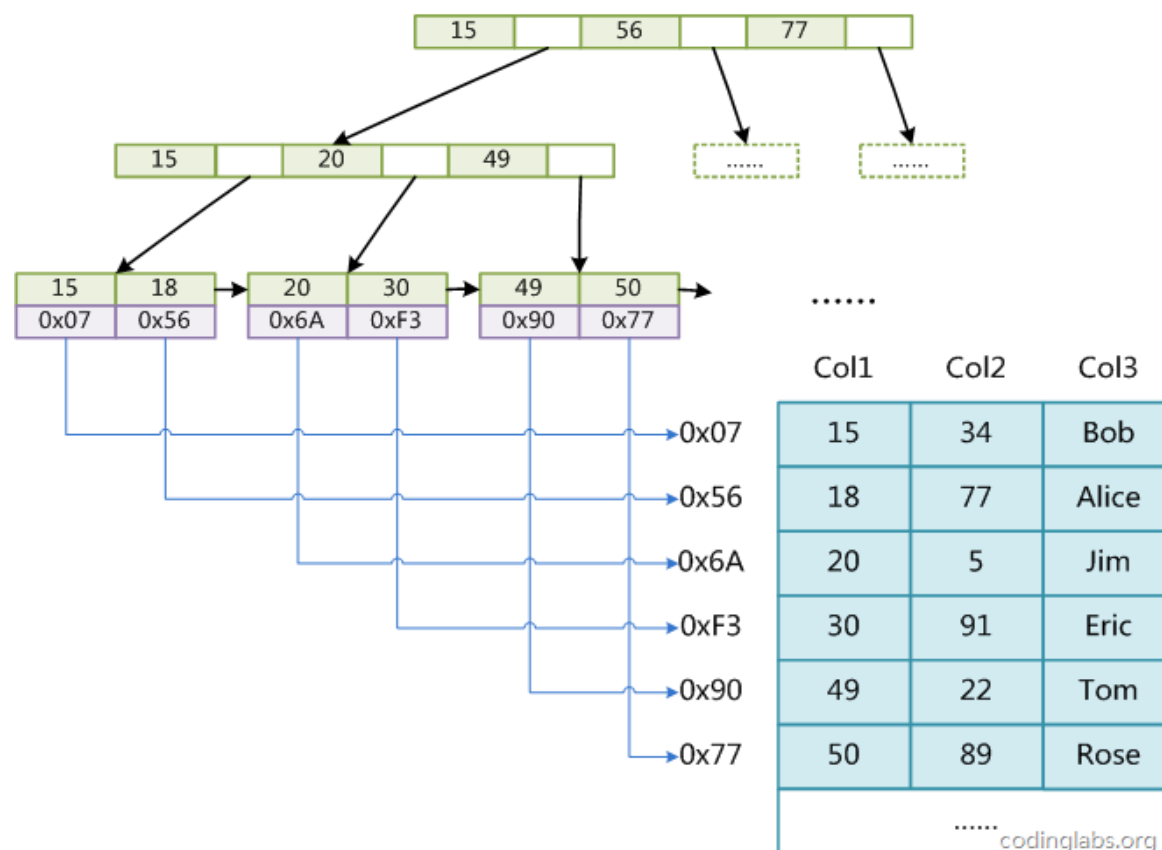 15 56 77
15 20 49
...... ......
15 18 20 30 49 50
0x07 0x56 0x6A 0xF3 0x90 0x77
......
Col1 Col2 Col3
0x07 15 34 Bob
0x56 18 77 Alice
0x6A 20 5 Jim
0xF3 30 91 Eric
0x90 49 22 Tom
0x77 50 89 Rose
......
codinglabs.org